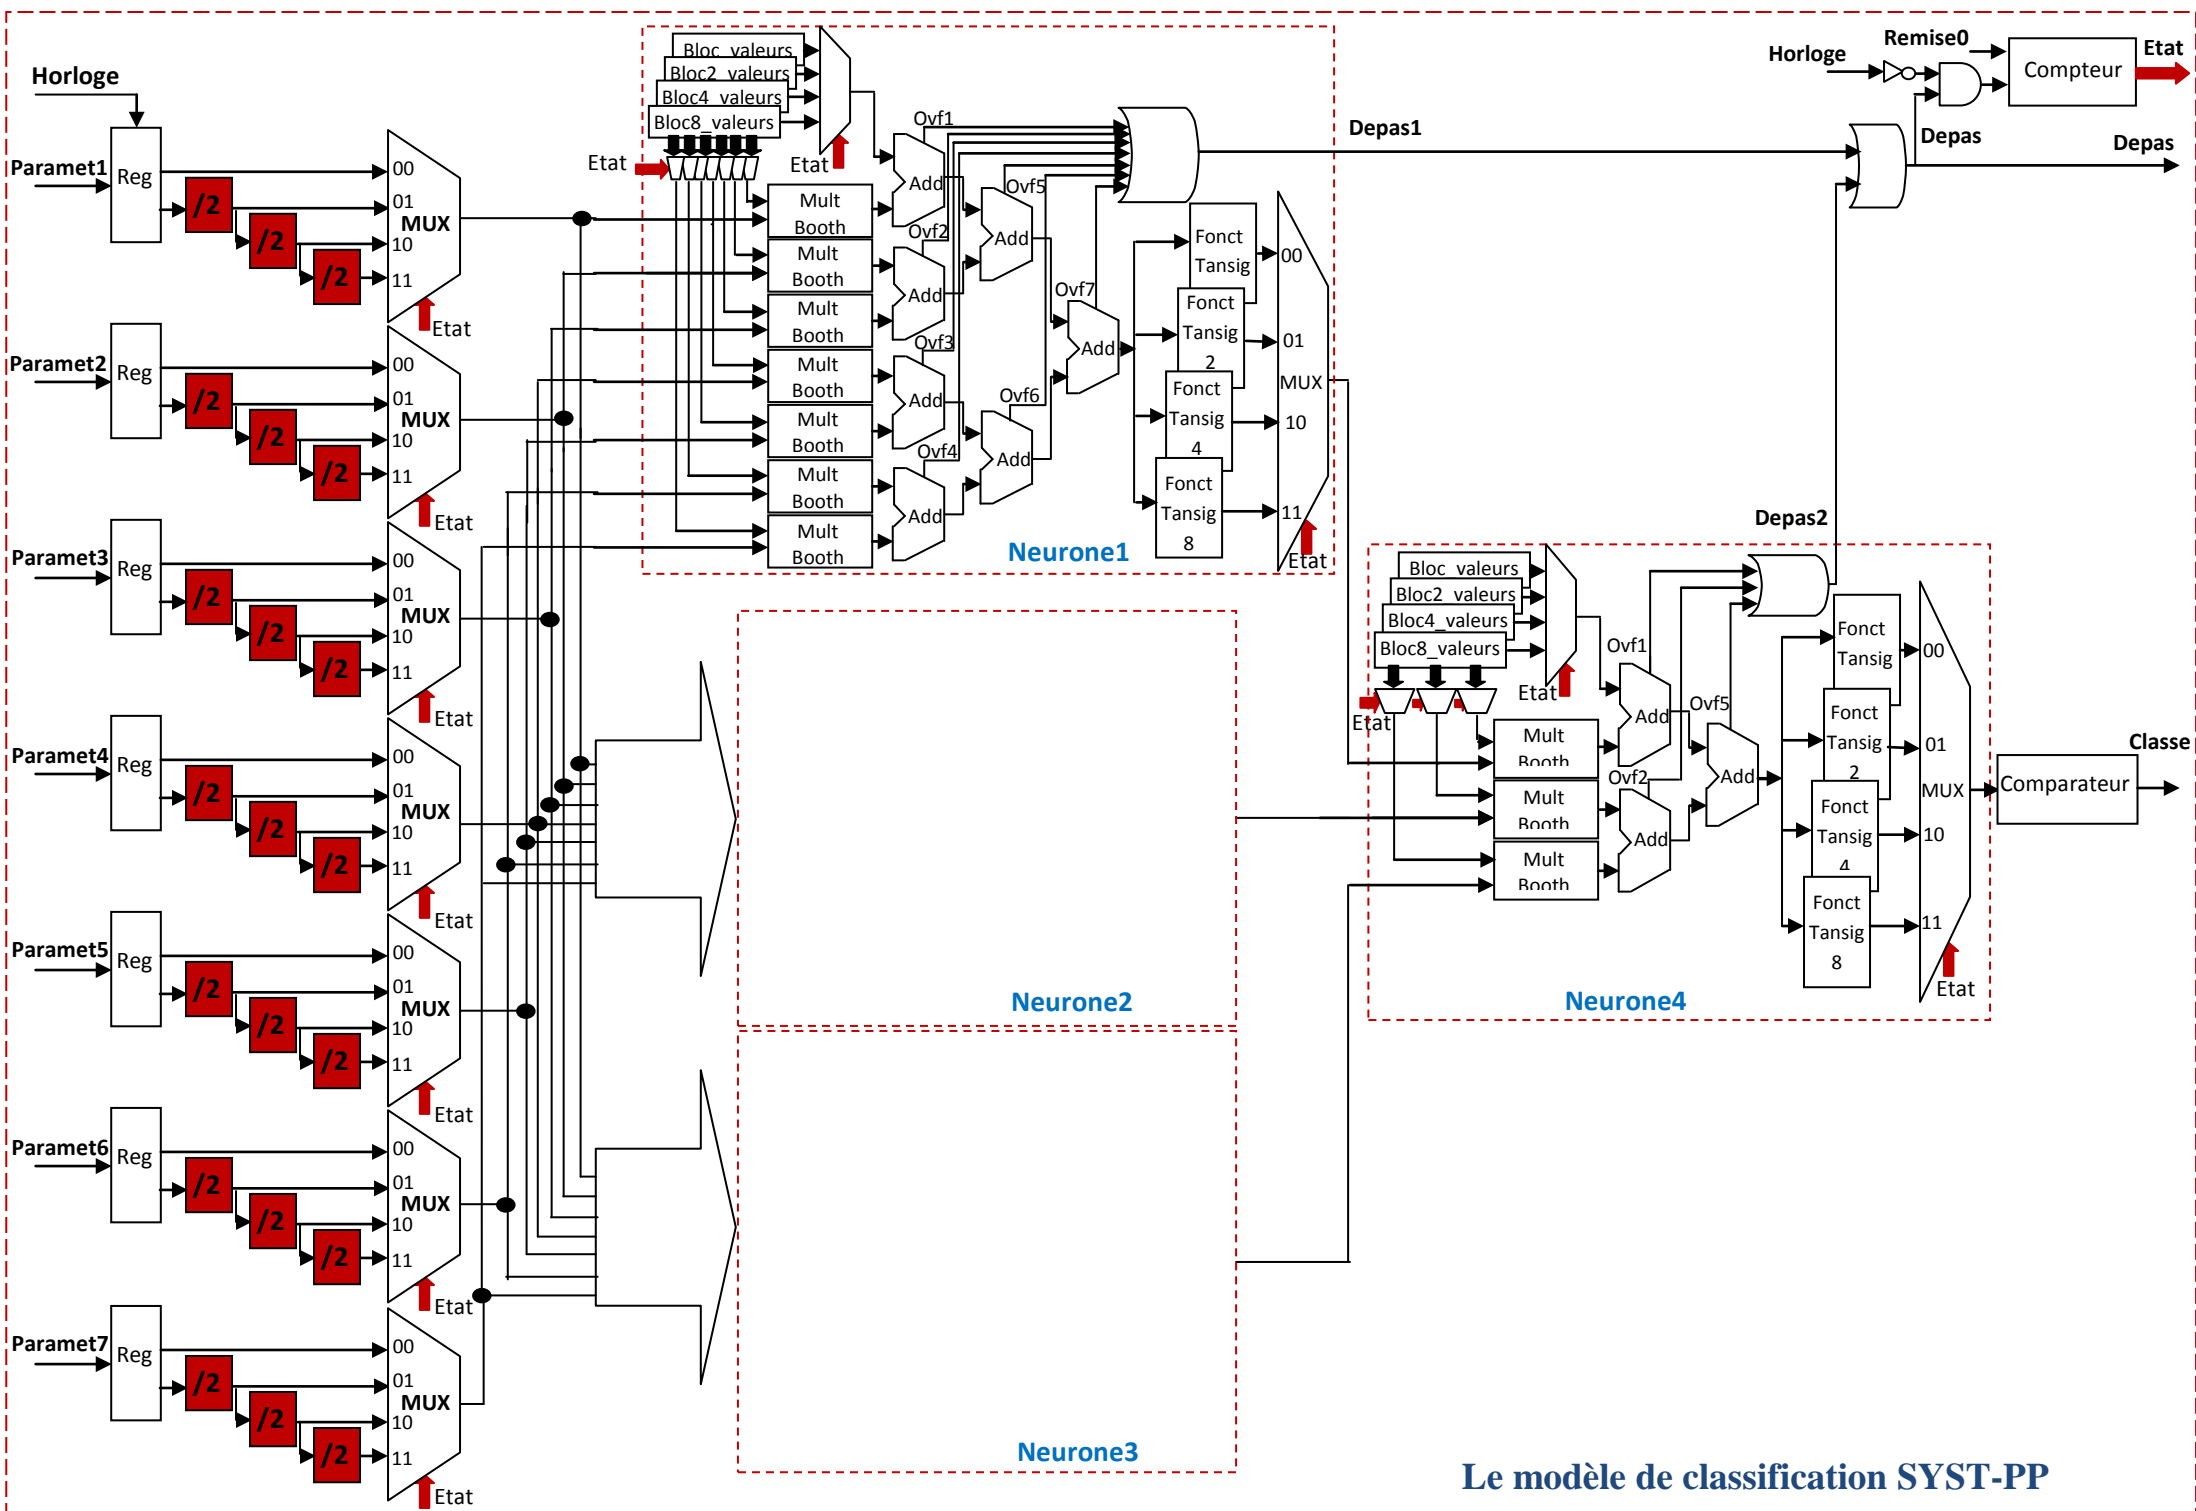 Horloge
Paramet1
Reg
/2
/2
/2
00
01
MUX
10
11
Etat
Paramet2
Reg
/2
/2
/2
00
01
MUX
10
11
Etat
Paramet3
Reg
/2
/2
/2
00
01
MUX
10
11
Etat
Paramet4
Reg
/2
/2
/2
00
01
MUX
10
11
Etat
Paramet5
Reg
/2
/2
/2
00
01
MUX
10
11
Etat
Paramet6
Reg
/2
/2
/2
00
01
MUX
10
11
Etat
Paramet7
Reg
/2
/2
/2
00
01
MUX
10
11
Etat
Bloc_valeurs
Bloc2_valeurs
Bloc4_valeurs
Bloc8_valeurs
Etat
Etat
Mult
Booth
Mult
Booth
Mult
Booth
Mult
Booth
Mult
Booth
Mult
Booth
Mult
Booth
Ovf1
Add
Ovf2
Add
Ovf3
Add
Ovf4
Add
Ovf5
Add
Ovf6
Add
Ovf7
Add
Fonct
Tansig
Fonct
Tansig
2
Fonct
Tansig
4
Fonct
Tansig
8
00
01
MUX
10
11
Etat
Neurone1
Depas1
Neurone2
Neurone3
Horloge
Remise0
Compteur
Etat
Depas
Depas
Depas2
Bloc_valeurs
Bloc2_valeurs
Bloc4_valeurs
Bloc8_valeurs
Etat
Etat
Mult
Booth
Mult
Booth
Mult
Booth
Ovf1
Add
Ovf2
Add
Ovf5
Add
Fonct
Tansig
Fonct
Tansig
2
Fonct
Tansig
4
Fonct
Tansig
8
00
01
MUX
10
11
Etat
Neurone4
Comparateur
Classe
Le modèle de classification SYST-PP